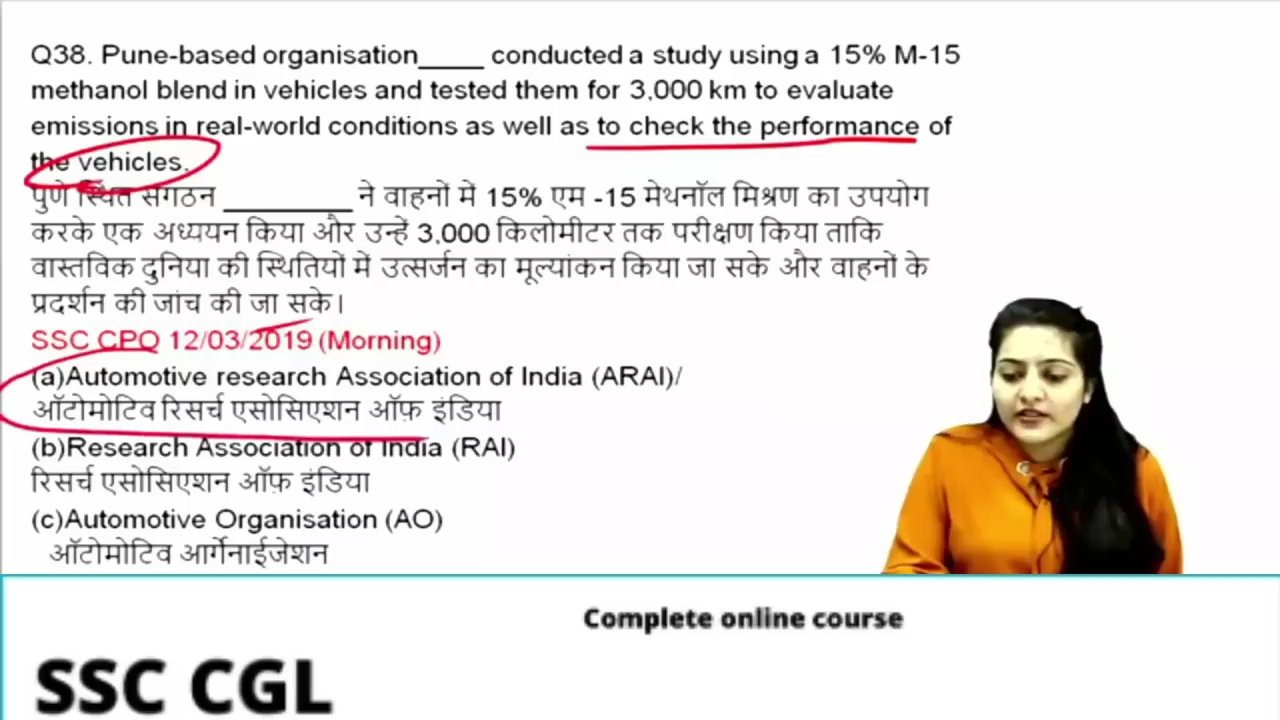 Q38. Pune-based organisation____ conducted a study using a 15% M-15
methanol blend in vehicles and tested them for 3,000 km to evaluate
emissions in real-world conditions as well as to check the performance of
the vehicles.
पुणे स्थित संगठन _________ ने वाहनों में 15% एम -15 मेथनॉल मिश्रण का उपयोग
करके एक अध्ययन किया और उन्हें 3,000 किलोमीटर तक परीक्षण किया ताकि
वास्तविक दुनिया की स्थितियों में उत्सर्जन का मूल्यांकन किया जा सके और वाहनों के
प्रदर्शन की जांच की जा सके।
SSC CPO 12/03/2019 (Morning)
(a)Automotive research Association of India (ARAI)/
ऑटोमोटिव रिसर्च एसोसिएशन ऑफ़ इंडिया
(b)Research Association of India (RAI)
रिसर्च एसोसिएशन ऑफ़ इंडिया
(c)Automotive Organisation (AO)
ऑटोमोटिव आर्गेनाईजेशन
Complete online course
SSC CGL